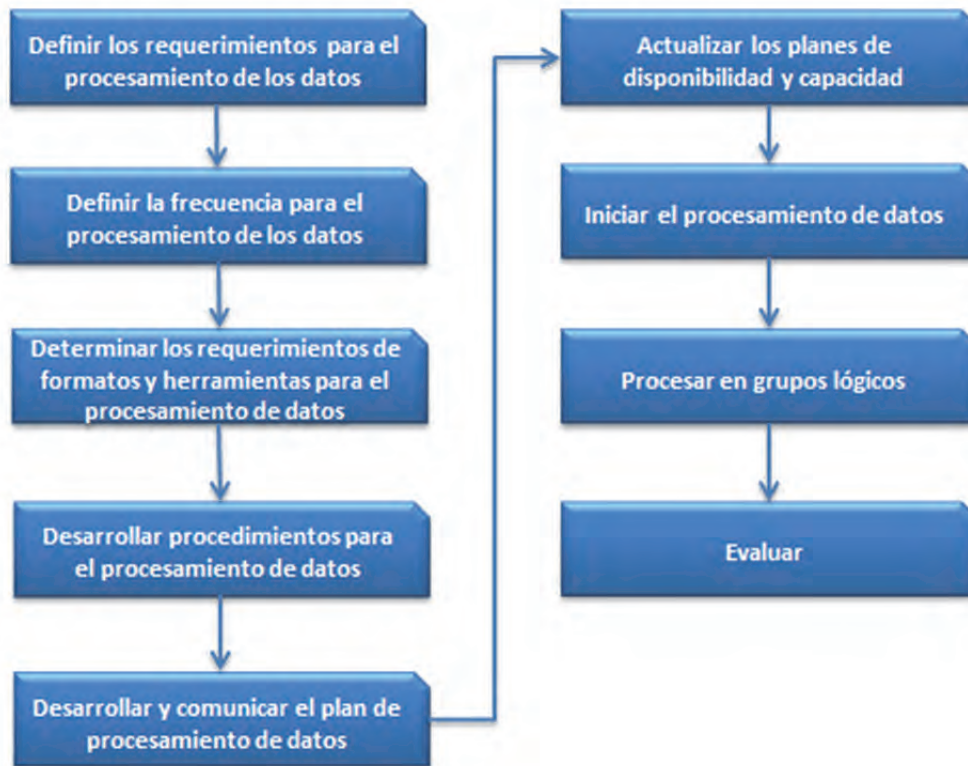 Definir los requerimientos para el
procesamiento de los datos
Definir la frecuencia para el
procesamiento de los datos
Determinar los requerimientos de
formatos y herramientas para el
procesamiento de datos
Desarrollar procedimientos para
el procesamiento de datos
Desarrollar y comunicar el plan de
procesamiento de datos
Actualizar los planes de
disponibilidad y capacidad
Iniciar el procesamiento de datos
Procesar en grupos lógicos
Evaluar